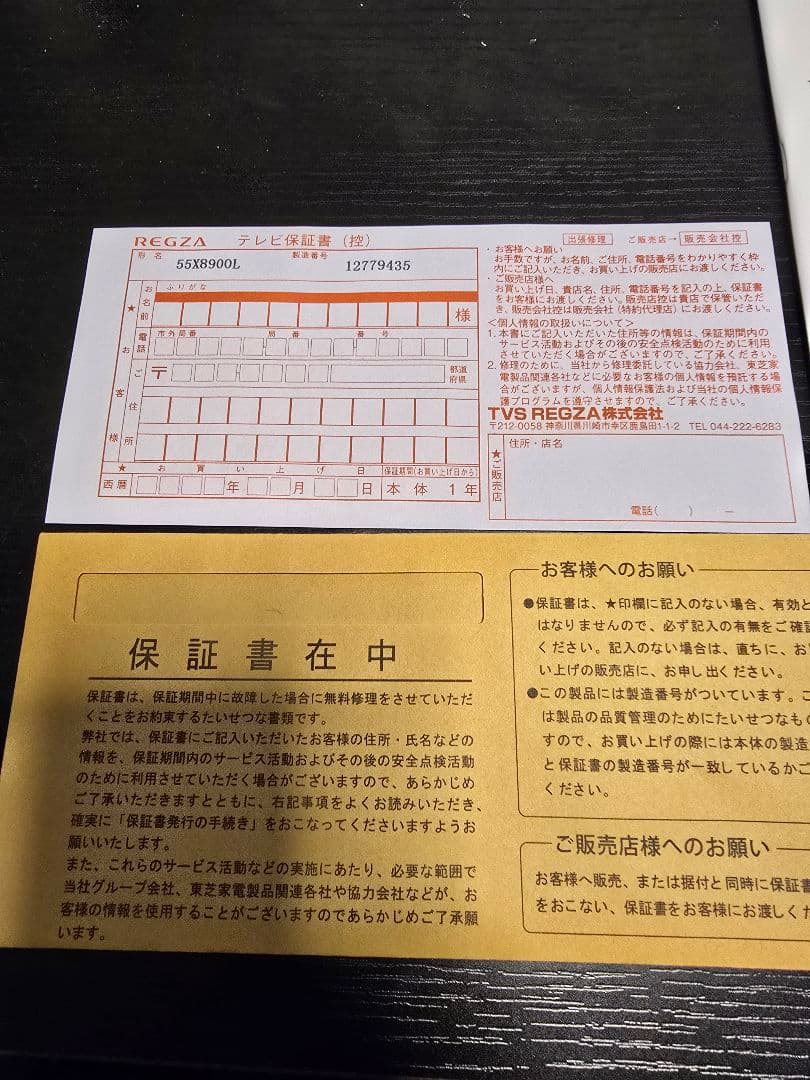 REGZA テレビ保証書(控)
形名 55X8900L 製造番号 12779435
ふりがな
お名前
様
★お客様
電話
市外局番 局番 番号
ご住所
〒
都道府県
★ お買い上げ日
保証期間(お買い上げ日から)
西暦 年 月 日 本体 1年
出張修理 ご販売店→販売会社控
・お客様へお願い
お手数ですが、お名前、ご住所、電話番号をわかりやすく枠
内にご記入いただき、お買い上げの販売店にお渡しください。
・ご販売店様へ
お買い上げ日、貴店名、住所、電話番号を記入の上、保証書
をお客様にお渡しください。販売店控は貴店で保管いただ
き、販売会社控は販売会社(特約代理店)にお渡しください。
<個人情報の取扱いについて>
1. 本書にご記入いただいた住所等の情報は、保証期間内の
サービス活動およびその後の安全点検活動のために利用
させていただく場合がございますので、ご了承ください。
2. 修理のために、当社から修理委託している協力会社、東芝家
電製品関連各社などに必要なお客様の個人情報を預託する場
合がございますが、個人情報保護法および当社の個人情報保
護プログラムを遵守させますので、ご了承ください。
TVS REGZA株式会社
〒212-0058 神奈川県川崎市幸区鹿島田1-1-2 TEL 044-222-6283
★ご販売店
住所・店名
電話( ) ー
保証書在中
保証書は、保証期間中に故障した場合に無料修理をさせていただ
くことをお約束するたいせつな書類です。
弊社では、保証書にご記入いただいたお客様の住所・氏名などの
情報を、保証期間内のサービス活動およびその後の安全点検活動
のために利用させていただく場合がございますので、あらかじめ
ご了承いただきますとともに、右記事項をよくお読みいただき、
確実に「保証書発行の手続き」をおこなってくださいますようお
願いいたします。
また、これらのサービス活動などの実施にあたり、必要な範囲で
当社グループ会社、東芝家電製品関連各社や協力会社などが、お
客様の情報を使用することがございますのであらかじめご了承願
います。
お客様へのお願い
●保証書は、★印欄に記入のない場合、有効と
はなりませんので、必ず記入の有無をご確認
ください。記入のない場合は、直ちに、お
い上げの販売店に、お申し出ください。
●この製品には製造番号がついています。こ
は製品の品質管理のためにたいせつなもの
すので、お買い上げの際には本体の製造
と保証書の製造番号が一致しているかご
ください。
ご販売店様へのお願い
お客様へ販売、または据付と同時に保証書
をおこない、保証書をお客様にお渡しくだ